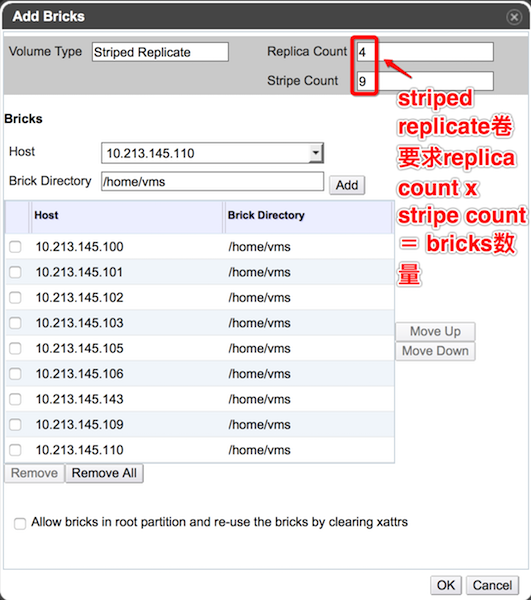 Add Bricks
Volume Type Striped Replicate Replica Count 4
Stripe Count 9
striped
replicate卷
要求replica
count x
stripe count
＝ bricks数
量
Bricks
Host 10.213.145.110
Brick Directory /home/vms Add
Host Brick Directory
10.213.145.100 /home/vms
10.213.145.101 /home/vms
10.213.145.102 /home/vms
10.213.145.103 /home/vms
10.213.145.105 /home/vms
10.213.145.106 /home/vms
10.213.145.143 /home/vms
10.213.145.109 /home/vms
10.213.145.110 /home/vms
Move Up
Move Down
Remove Remove All
Allow bricks in root partition and re-use the bricks by clearing xattrs
OK Cancel